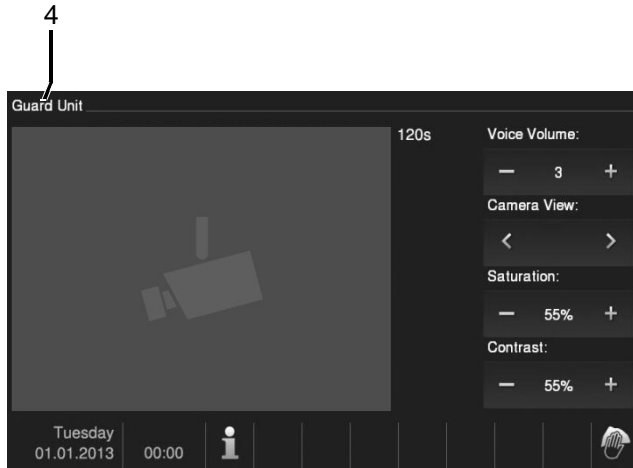 4
Guard Unit
120s
Voice Volume:
− 3 +
Camera View:
< >
Saturation:
− 55% +
Contrast:
− 55% +
Tuesday
01.01.2013 00:00 i